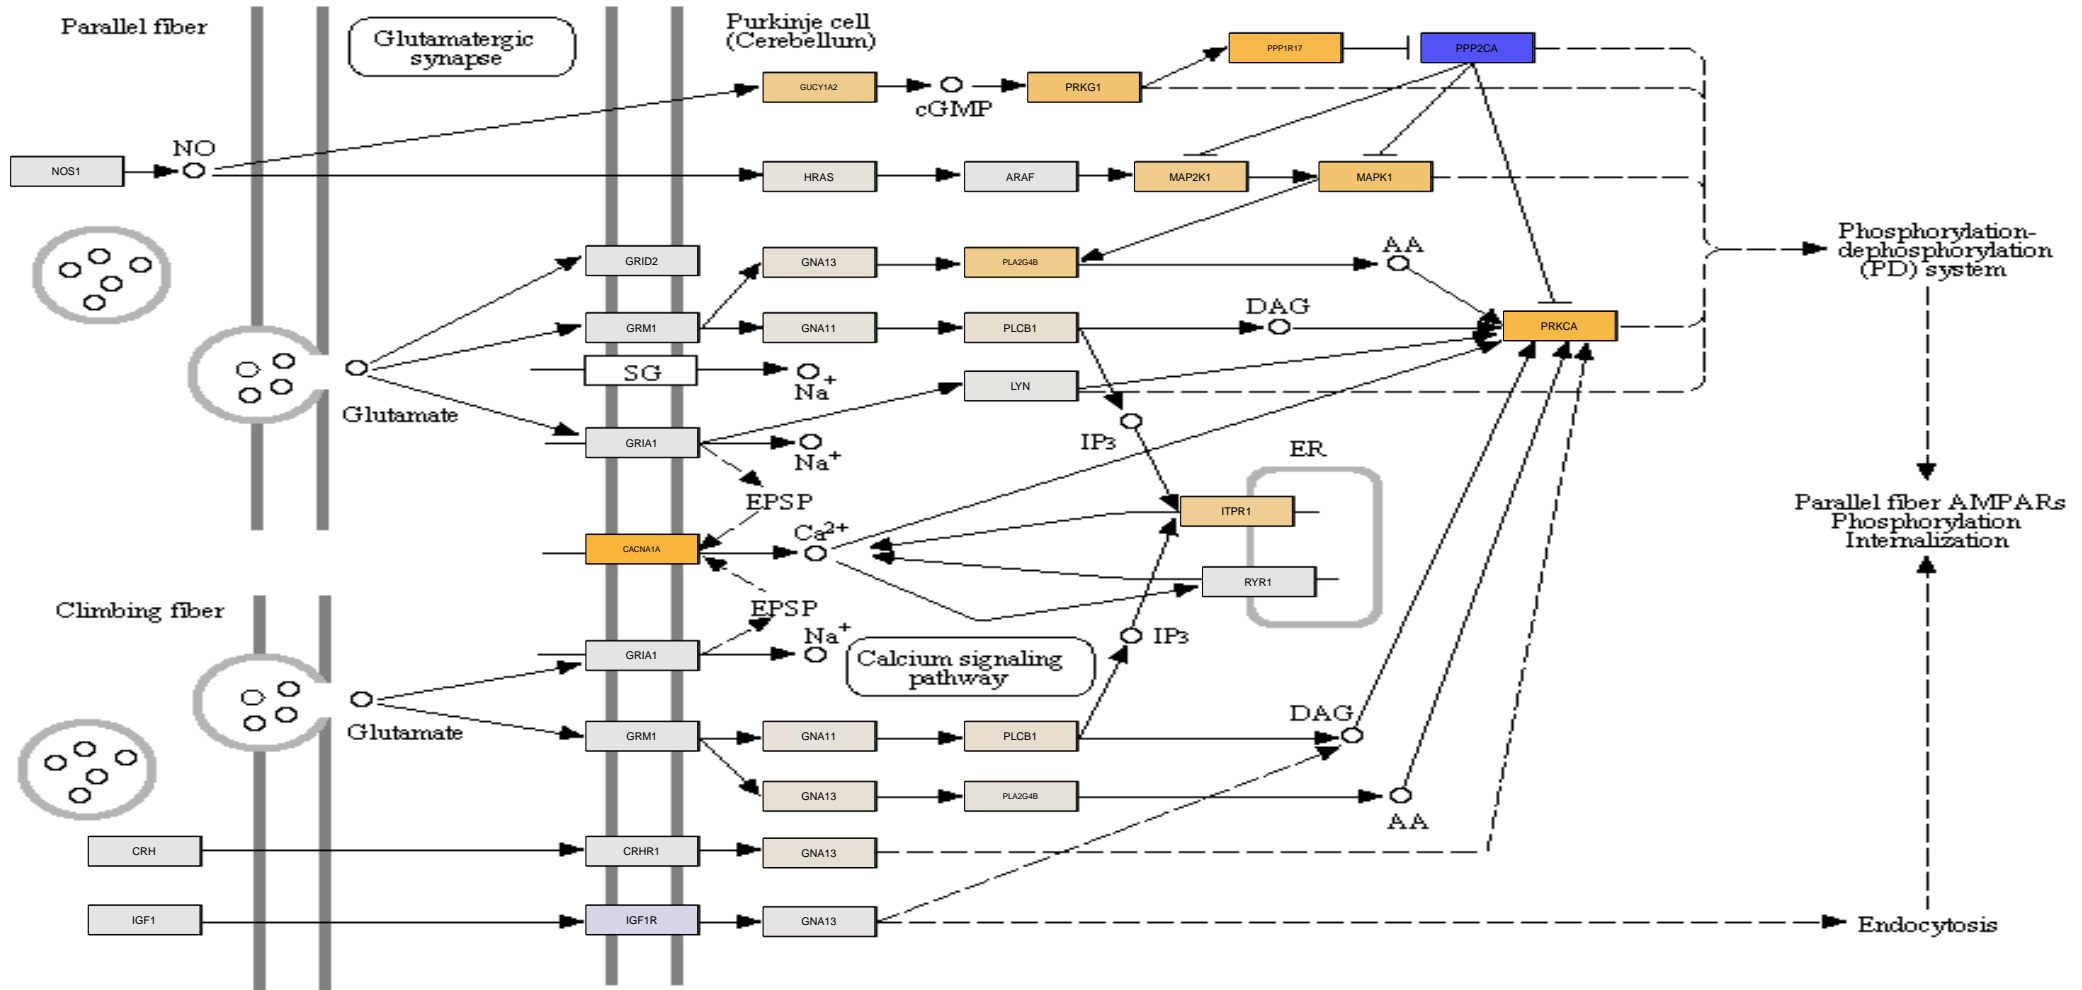 Parallel fiber
Glutamatergic
synapse
Purkinje cell
(Cerebellum)
PPP1R17
PPP2CA
GUCY1A2
cGMP
PRKG1
NOS1
NO
HRAS
ARAF
MAP2K1
MAPK1
GRID2
GNA13
PLA2G4B
AA
Phosphorylation-
dephosphorylation
(PD) system
GRM1
GNA11
PLCB1
DAG
PRKCA
SG
Na+
LYN
Glutamate
GRIA1
Na+
IP3
ER
EPSP
ITPR1
Parallel fiber AMPARs
Phosphorylation
Internalization
CACNA1A
Ca2+
RYR1
Climbing fiber
EPSP
GRIA1
Na+
IP3
Calcium signaling
pathway
Glutamate
GRM1
GNA11
PLCB1
DAG
GNA13
PLA2G4B
AA
CRH
CRHR1
GNA13
IGF1
IGF1R
GNA13
Endocytosis